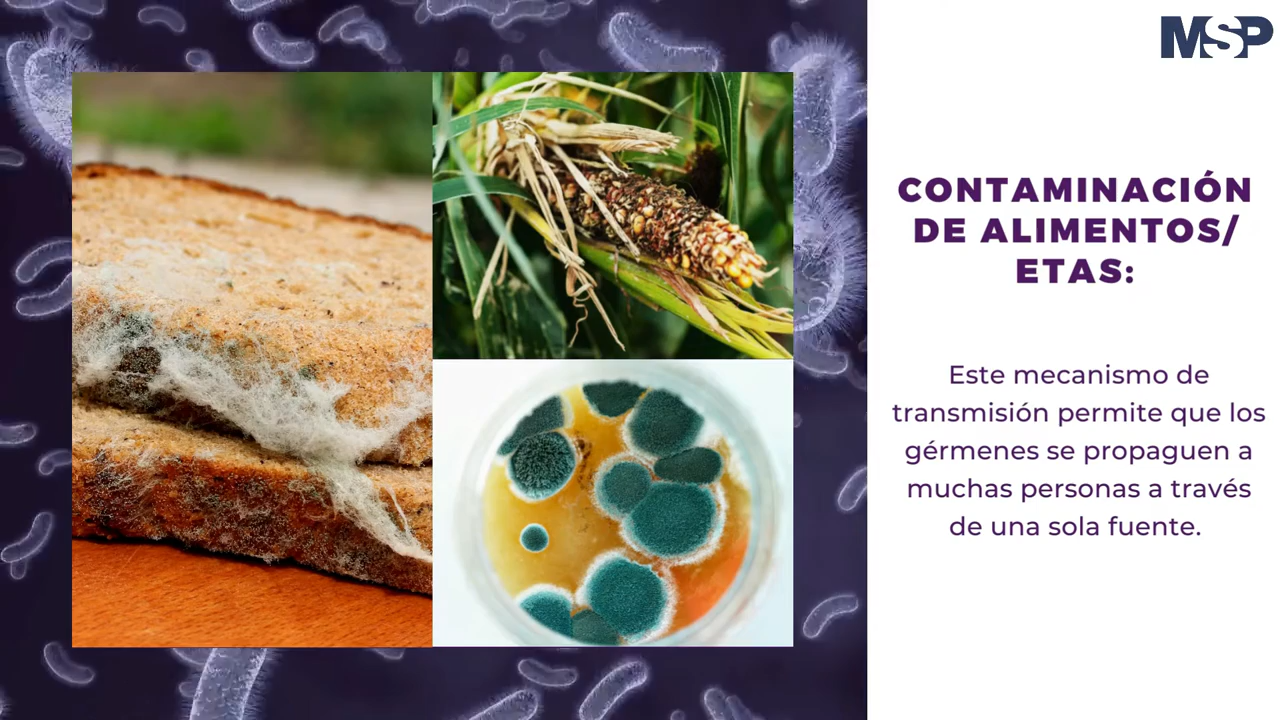 MSP
CONTAMINACIÓN
DE ALIMENTOS/
ETAS:
Este mecanismo de
transmisión permite que los
gérmenes se propaguen a
muchas personas a través
de una sola fuente.